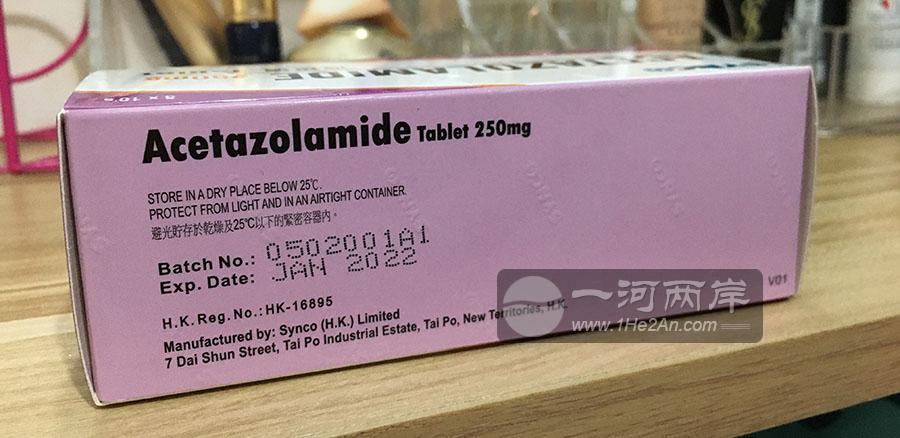 ACETAZOLAMIDE
5 x 10's
Acetazolamide Tablet 250mg
STORE IN A DRY PLACE BELOW 25℃.
PROTECT FROM LIGHT AND IN AN AIRTIGHT CONTAINER.
避光貯存於乾燥及25℃以下的緊密容器內。
Batch No.: 0502001A1
Exp. Date: JAN 2022
H.K. Reg. No.: HK-16895
Manufactured by: Synco (H.K.) Limited
7 Dai Shun Street, Tai Po Industrial Estate, Tai Po, New Territories, H.K.
V01
一河两岸
www.1He2An.com